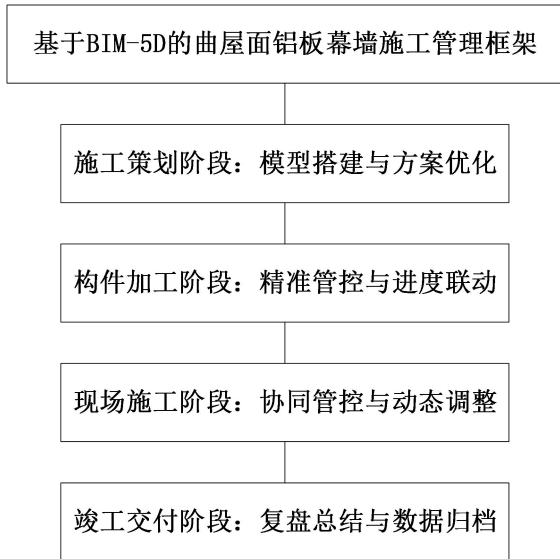 基于BIM-5D的曲屋面铝板幕墙施工管理框架
施工策划阶段：模型搭建与方案优化
构件加工阶段：精准管控与进度联动
现场施工阶段：协同管控与动态调整
竣工交付阶段：复盘总结与数据归档